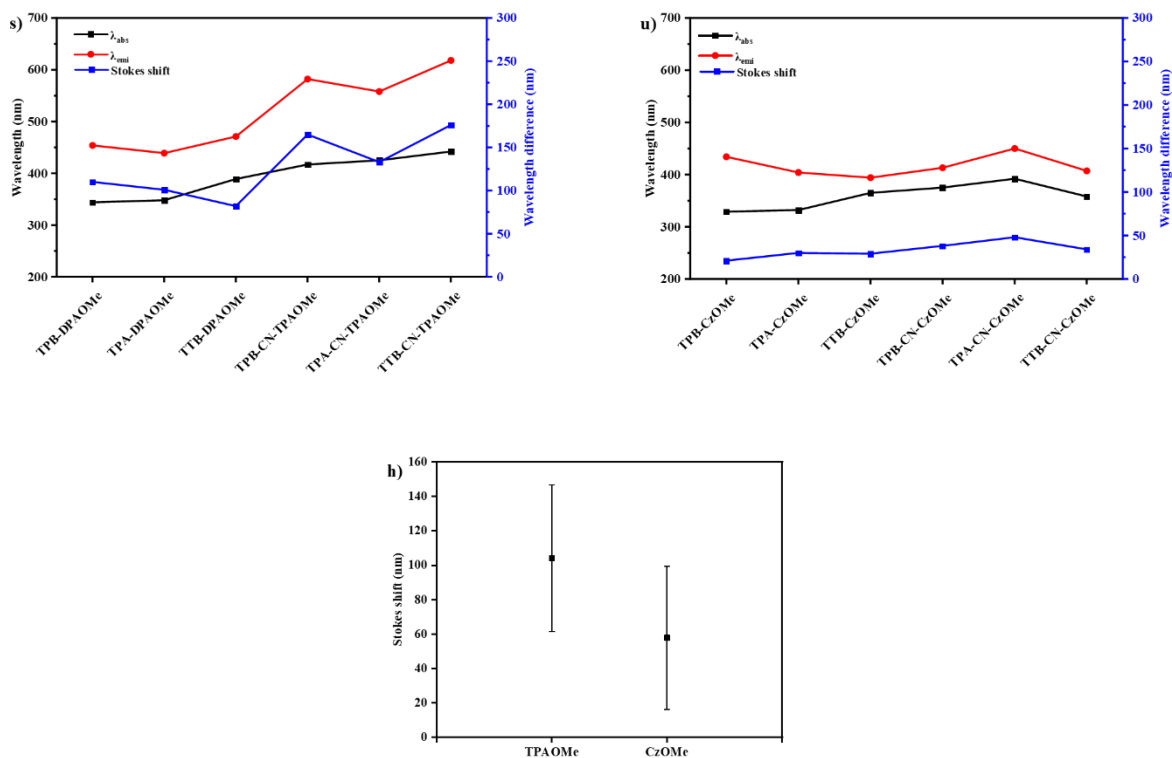 s)
700
600
500
400
300
200
Wavelength (nm)
λabs
λemi
Stokes shift
300
250
200
150
100
50
0
Wavelength difference (nm)
TPB-DPAOMe
TPA-DPAOMe
TTB-DPAOMe
TPB-CN-TPAOMe
TPA-CN-TPAOMe
TTB-CN-TPAOMe
u)
700
600
500
400
300
200
Wavelength (nm)
λabs
λemi
Stokes shift
300
250
200
150
100
50
0
Wavelength difference (nm)
TPB-CzOMe
TPA-CzOMe
TTB-CzOMe
TPB-CN-CzOMe
TPA-CN-CzOMe
TTB-CN-CzOMe
h)
160
140
120
100
80
60
40
20
0
Stokes shift (nm)
TPAOMe
CzOMe